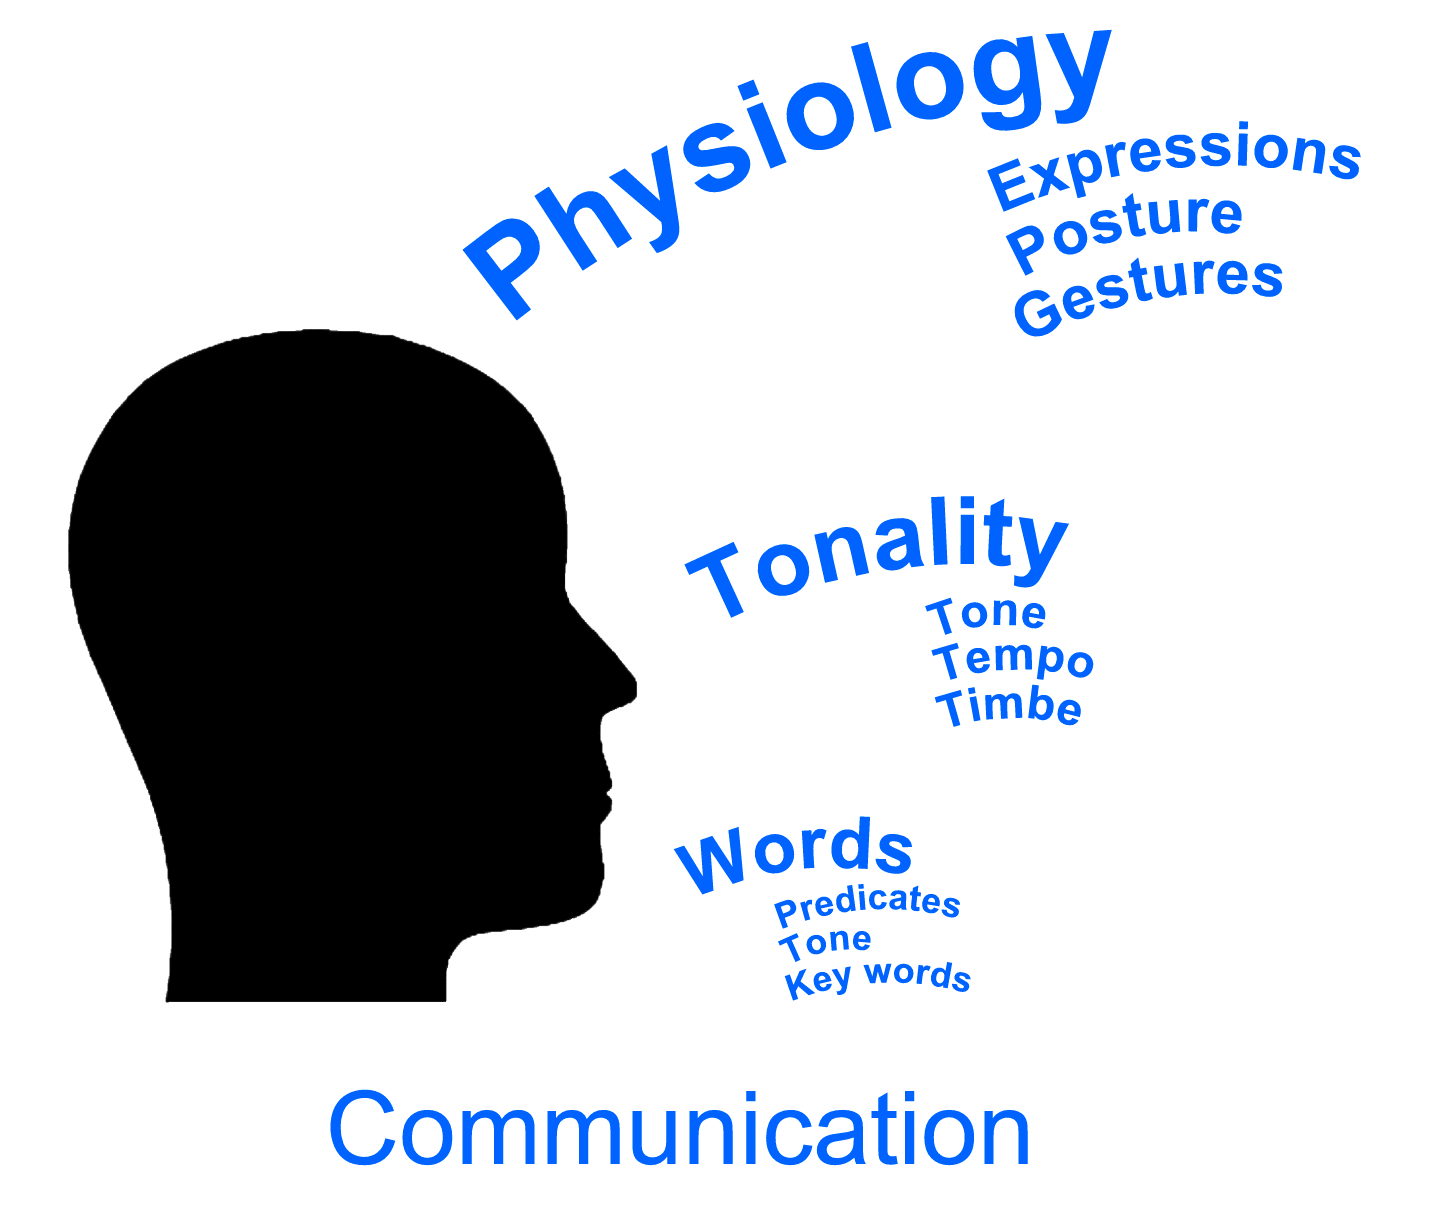 Physiology
Expressions
Posture
Gestures
Tonality
Tone
Tempo
Timbe
Words
Predicates
Tone
Key words
Communication